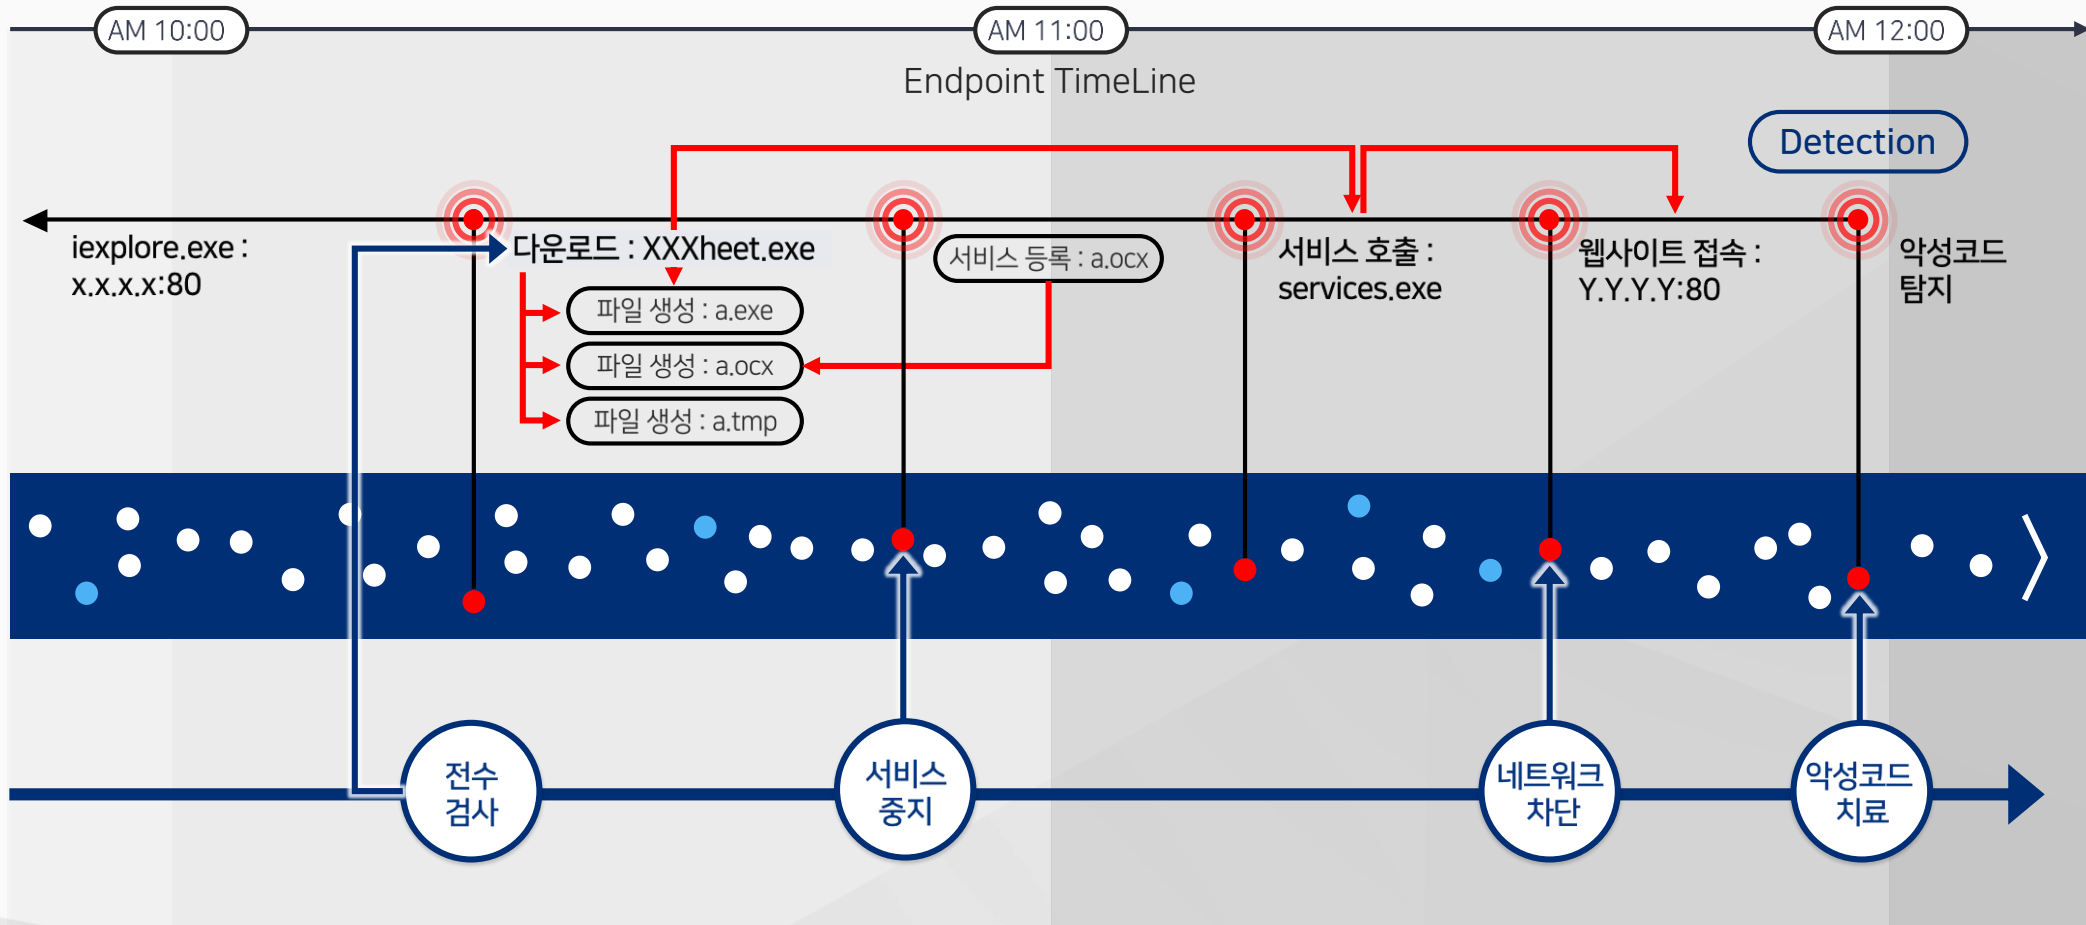 AM 10:00
AM 11:00
AM 12:00
Endpoint TimeLine
Detection
iexplore.exe :
x.x.x.x:80
다운로드 : XXXheet.exe
파일 생성 : a.exe
파일 생성 : a.ocx
파일 생성 : a.tmp
서비스 등록 : a.ocx
서비스 호출 :
services.exe
웹사이트 접속 :
Y.Y.Y.Y:80
악성코드
탐지
전수
검사
서비스
중지
네트워크
차단
악성코드
치료